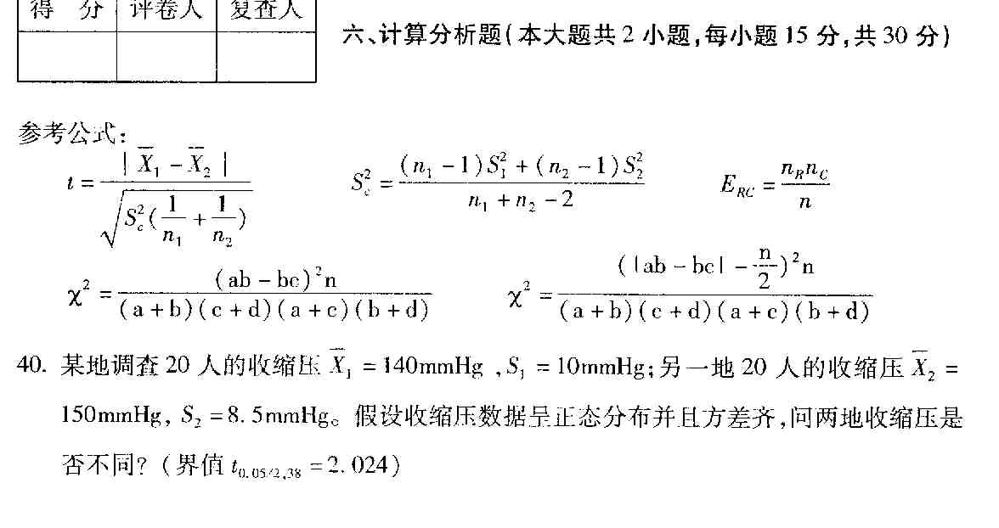 得 分 评卷人 复查人
六、计算分析题(本大题共2小题,每小题15分,共30分)
参考公式:
t = |X̄₁ − X̄₂| / √(S_c²(1/n₁ + 1/n₂)) S_c² = ((n₁−1)S₁² + (n₂−1)S₂²) / (n₁+n₂−2) E_RC = n_R n_C / n
χ² = (ab−bc)²n / (a+b)(c+d)(a+c)(b+d) χ² = (|ab−bc| − n/2)²n / (a+b)(c+d)(a+c)(b+d)
40. 某地调查20人的收缩压 X̄₁ = 140mmHg ,S₁ = 10mmHg;另一地20人的收缩压 X̄₂ =
150mmHg, S₂ = 8.5mmHg。假设收缩压数据呈正态分布并且方差齐,问两地收缩压是
否不同?(界值 t₀.₀₅/₂,₃₈ = 2.024)